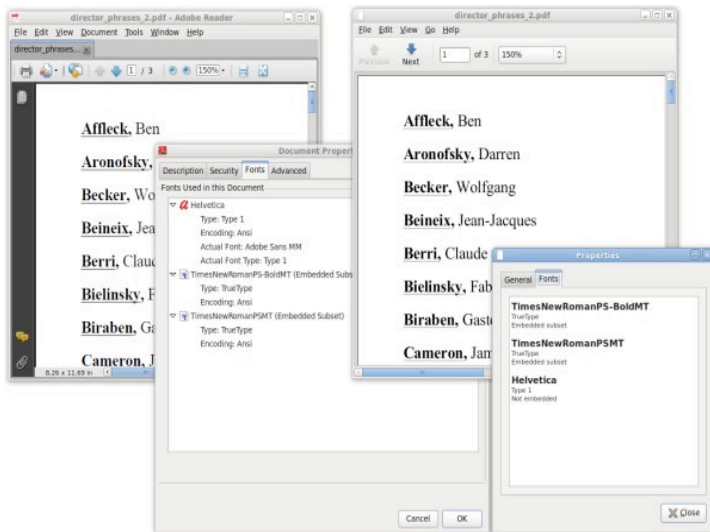 director_phrases_2.pdf - Adobe Reader
File Edit View Document Tools Window Help
director_phrases...
1 / 3 150%
Affleck, Ben
Aronofsky,
Becker, Wo
Beineix, Jea
Berri, Claud
Bielinsky, F
Biraben, Ga
Cameron, J
8,26 x 11,69 in
Document Propert
Description Security Fonts Advanced
Fonts Used in this Document
Helvetica
Type: Type 1
Encoding: Ansi
Actual Font: Adobe Sans MM
Actual Font Type: Type 1
TimesNewRomanPS-BoldMT (Embedded Subs
Type: TrueType
Encoding: Ansi
TimesNewRomanPSMT (Embedded Subset)
Type: TrueType
Encoding: Ansi
Cancel OK
director_phrases_2.pdf
File Edit View Go Help
Previous Next 1 of 3 150%
Affleck, Ben
Aronofsky, Darren
Becker, Wolfgang
Beineix, Jean-Jacques
Berri, Claude
Bielinsky, Fab
Biraben, Gasto
Cameron, Jam
Properties
General Fonts
TimesNewRomanPS-BoldMT
TrueType
Embedded subset
TimesNewRomanPSMT
TrueType
Embedded subset
Helvetica
Type 1
Not embedded
Close